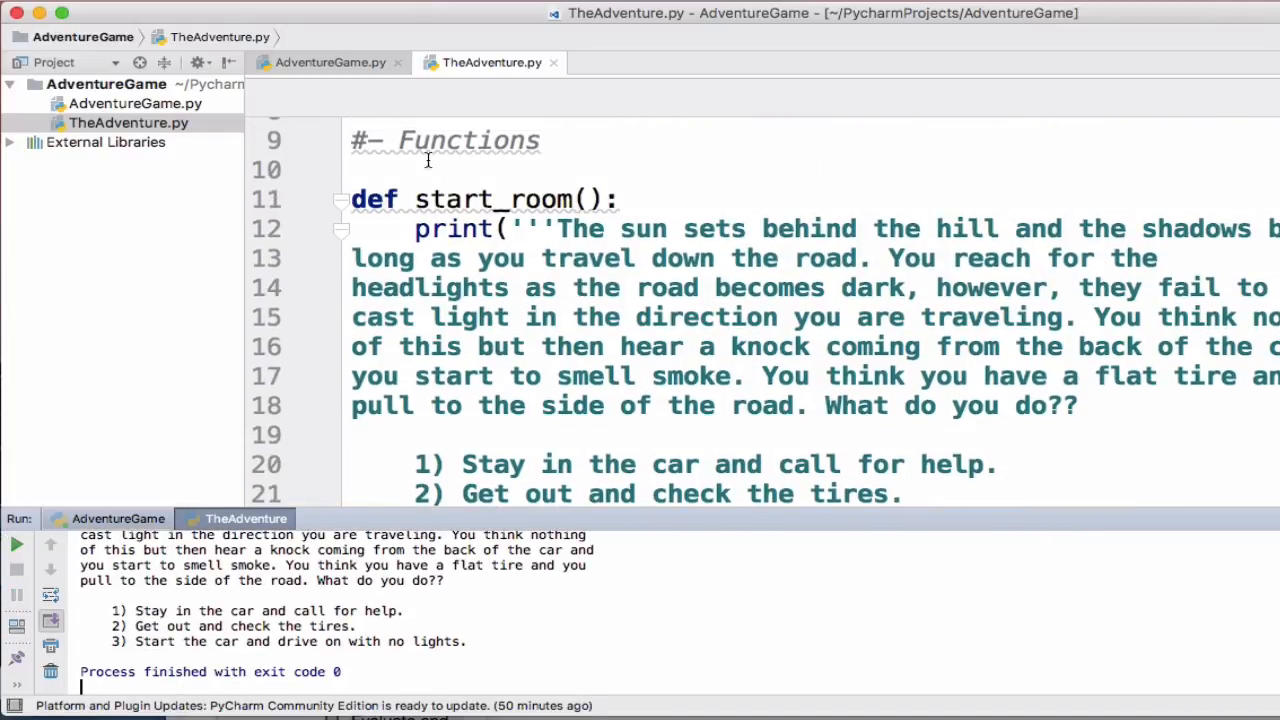 TheAdventure.py - AdventureGame - [~/PycharmProjects/AdventureGame]
AdventureGame TheAdventure.py
Project AdventureGame.py TheAdventure.py
AdventureGame ~/Pycharm
AdventureGame.py
TheAdventure.py
External Libraries
9 #- Functions
10
11 def start_room():
12 print('''The sun sets behind the hill and the shadows b
13 long as you travel down the road. You reach for the
14 headlights as the road becomes dark, however, they fail to
15 cast light in the direction you are traveling. You think no
16 of this but then hear a knock coming from the back of the c
17 you start to smell smoke. You think you have a flat tire an
18 pull to the side of the road. What do you do??
19
20 1) Stay in the car and call for help.
21 2) Get out and check the tires.
Run: AdventureGame TheAdventure
cast light in the direction you are traveling. You think nothing
of this but then hear a knock coming from the back of the car and
you start to smell smoke. You think you have a flat tire and you
pull to the side of the road. What do you do??
1) Stay in the car and call for help.
2) Get out and check the tires.
3) Start the car and drive on with no lights.
Process finished with exit code 0
Platform and Plugin Updates: PyCharm Community Edition is ready to update. (50 minutes ago)